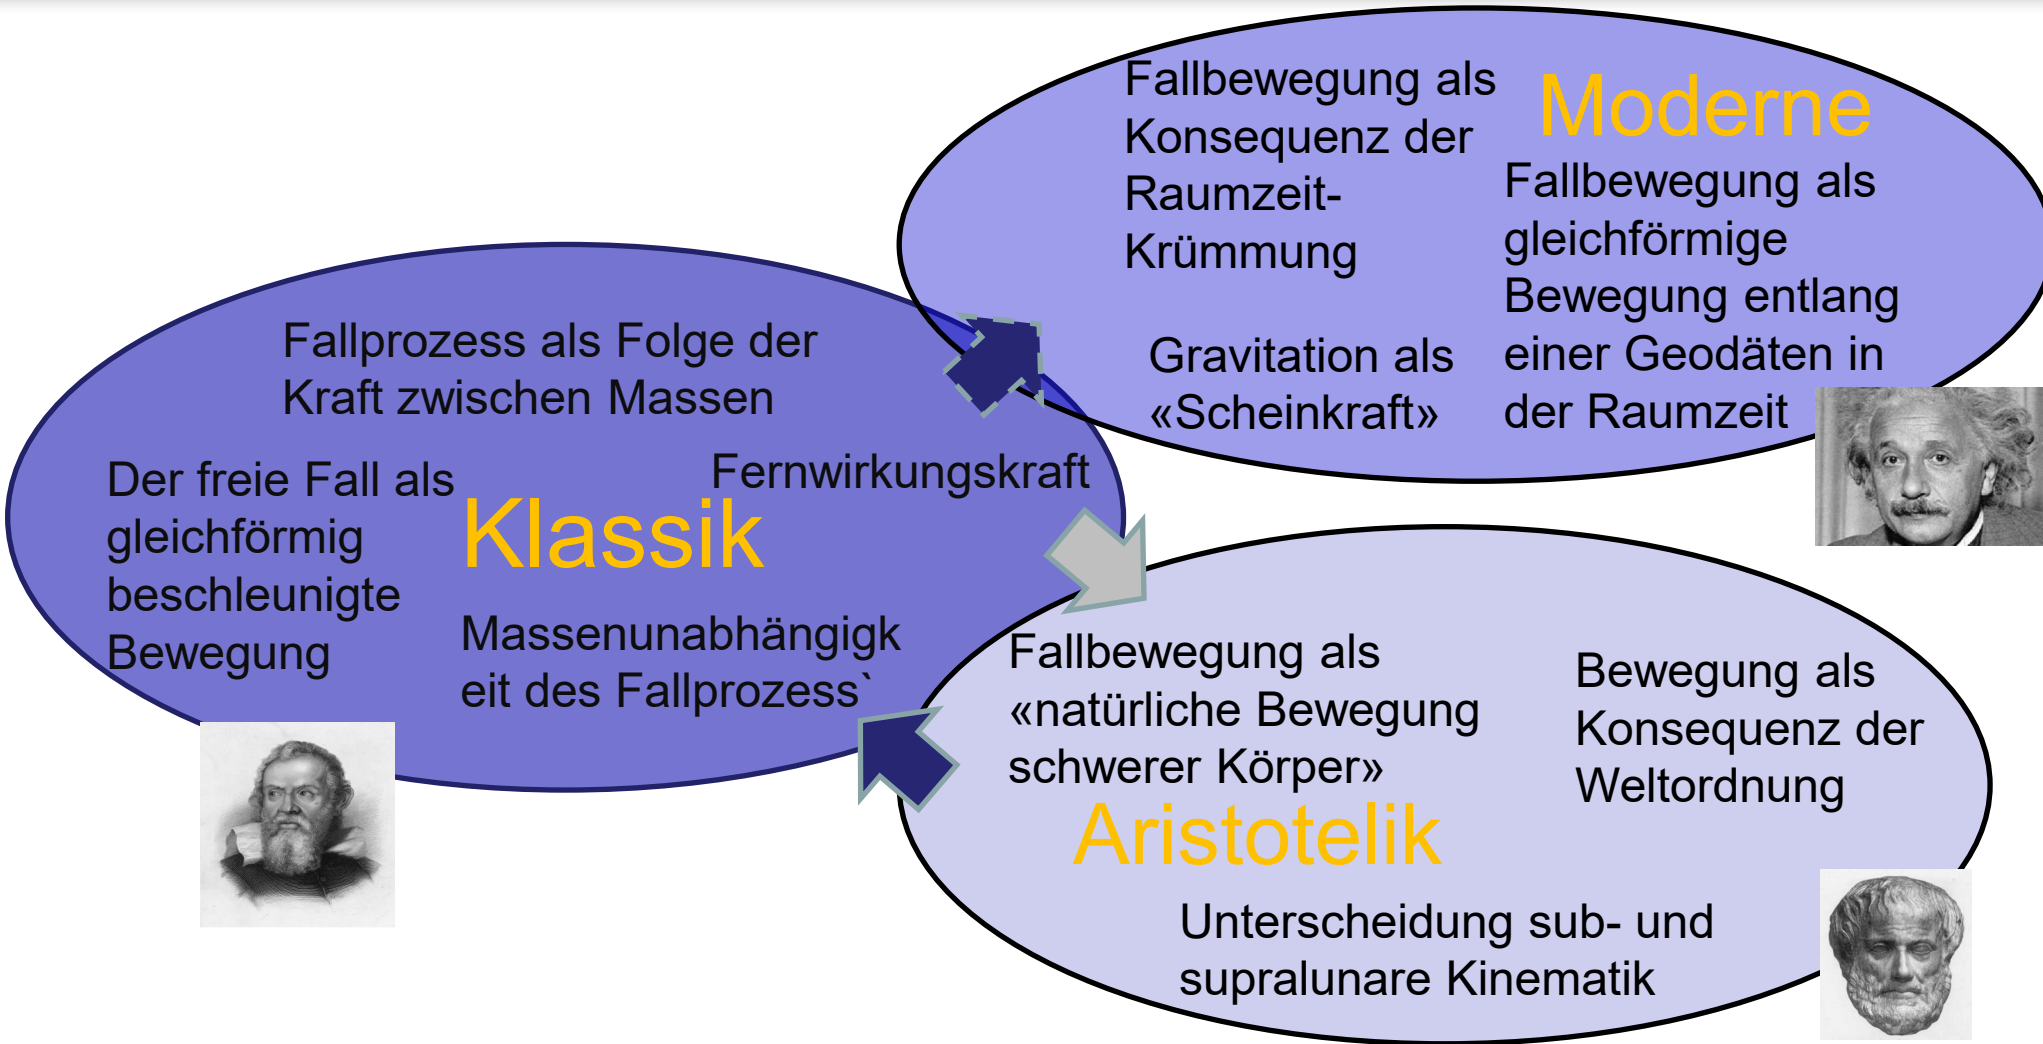 Fallbewegung als
Konsequenz der
Raumzeit-
Krümmung
Moderne
Fallbewegung als
gleichförmige
Bewegung entlang
einer Geodäten in
der Raumzeit
Gravitation als
«Scheinkraft»
Fallprozess als Folge der
Kraft zwischen Massen
Der freie Fall als
gleichförmig
beschleunigte
Bewegung
Fernwirkungskraft
Klassik
Massenunabhängigk
eit des Fallprozess`
Fallbewegung als
«natürliche Bewegung
schwerer Körper»
Bewegung als
Konsequenz der
Weltordnung
Aristotelik
Unterscheidung sub- und
supralunare Kinematik